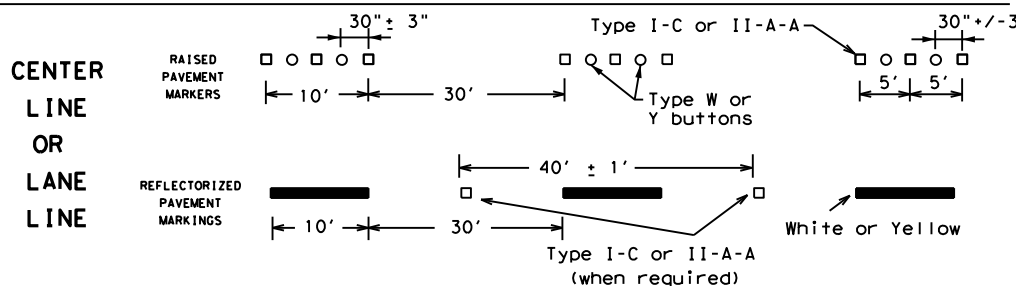 30"± 3"
Type I-C or II-A-A
30"+/-3
CENTER
LINE
OR
LANE
LINE
RAISED
PAVEMENT
MARKERS
10'
30'
Type W or
Y buttons
5'
5'
REFLECTORIZED
PAVEMENT
MARKINGS
40' ± 1'
10'
30'
Type I-C or II-A-A
(when required)
White or Yellow